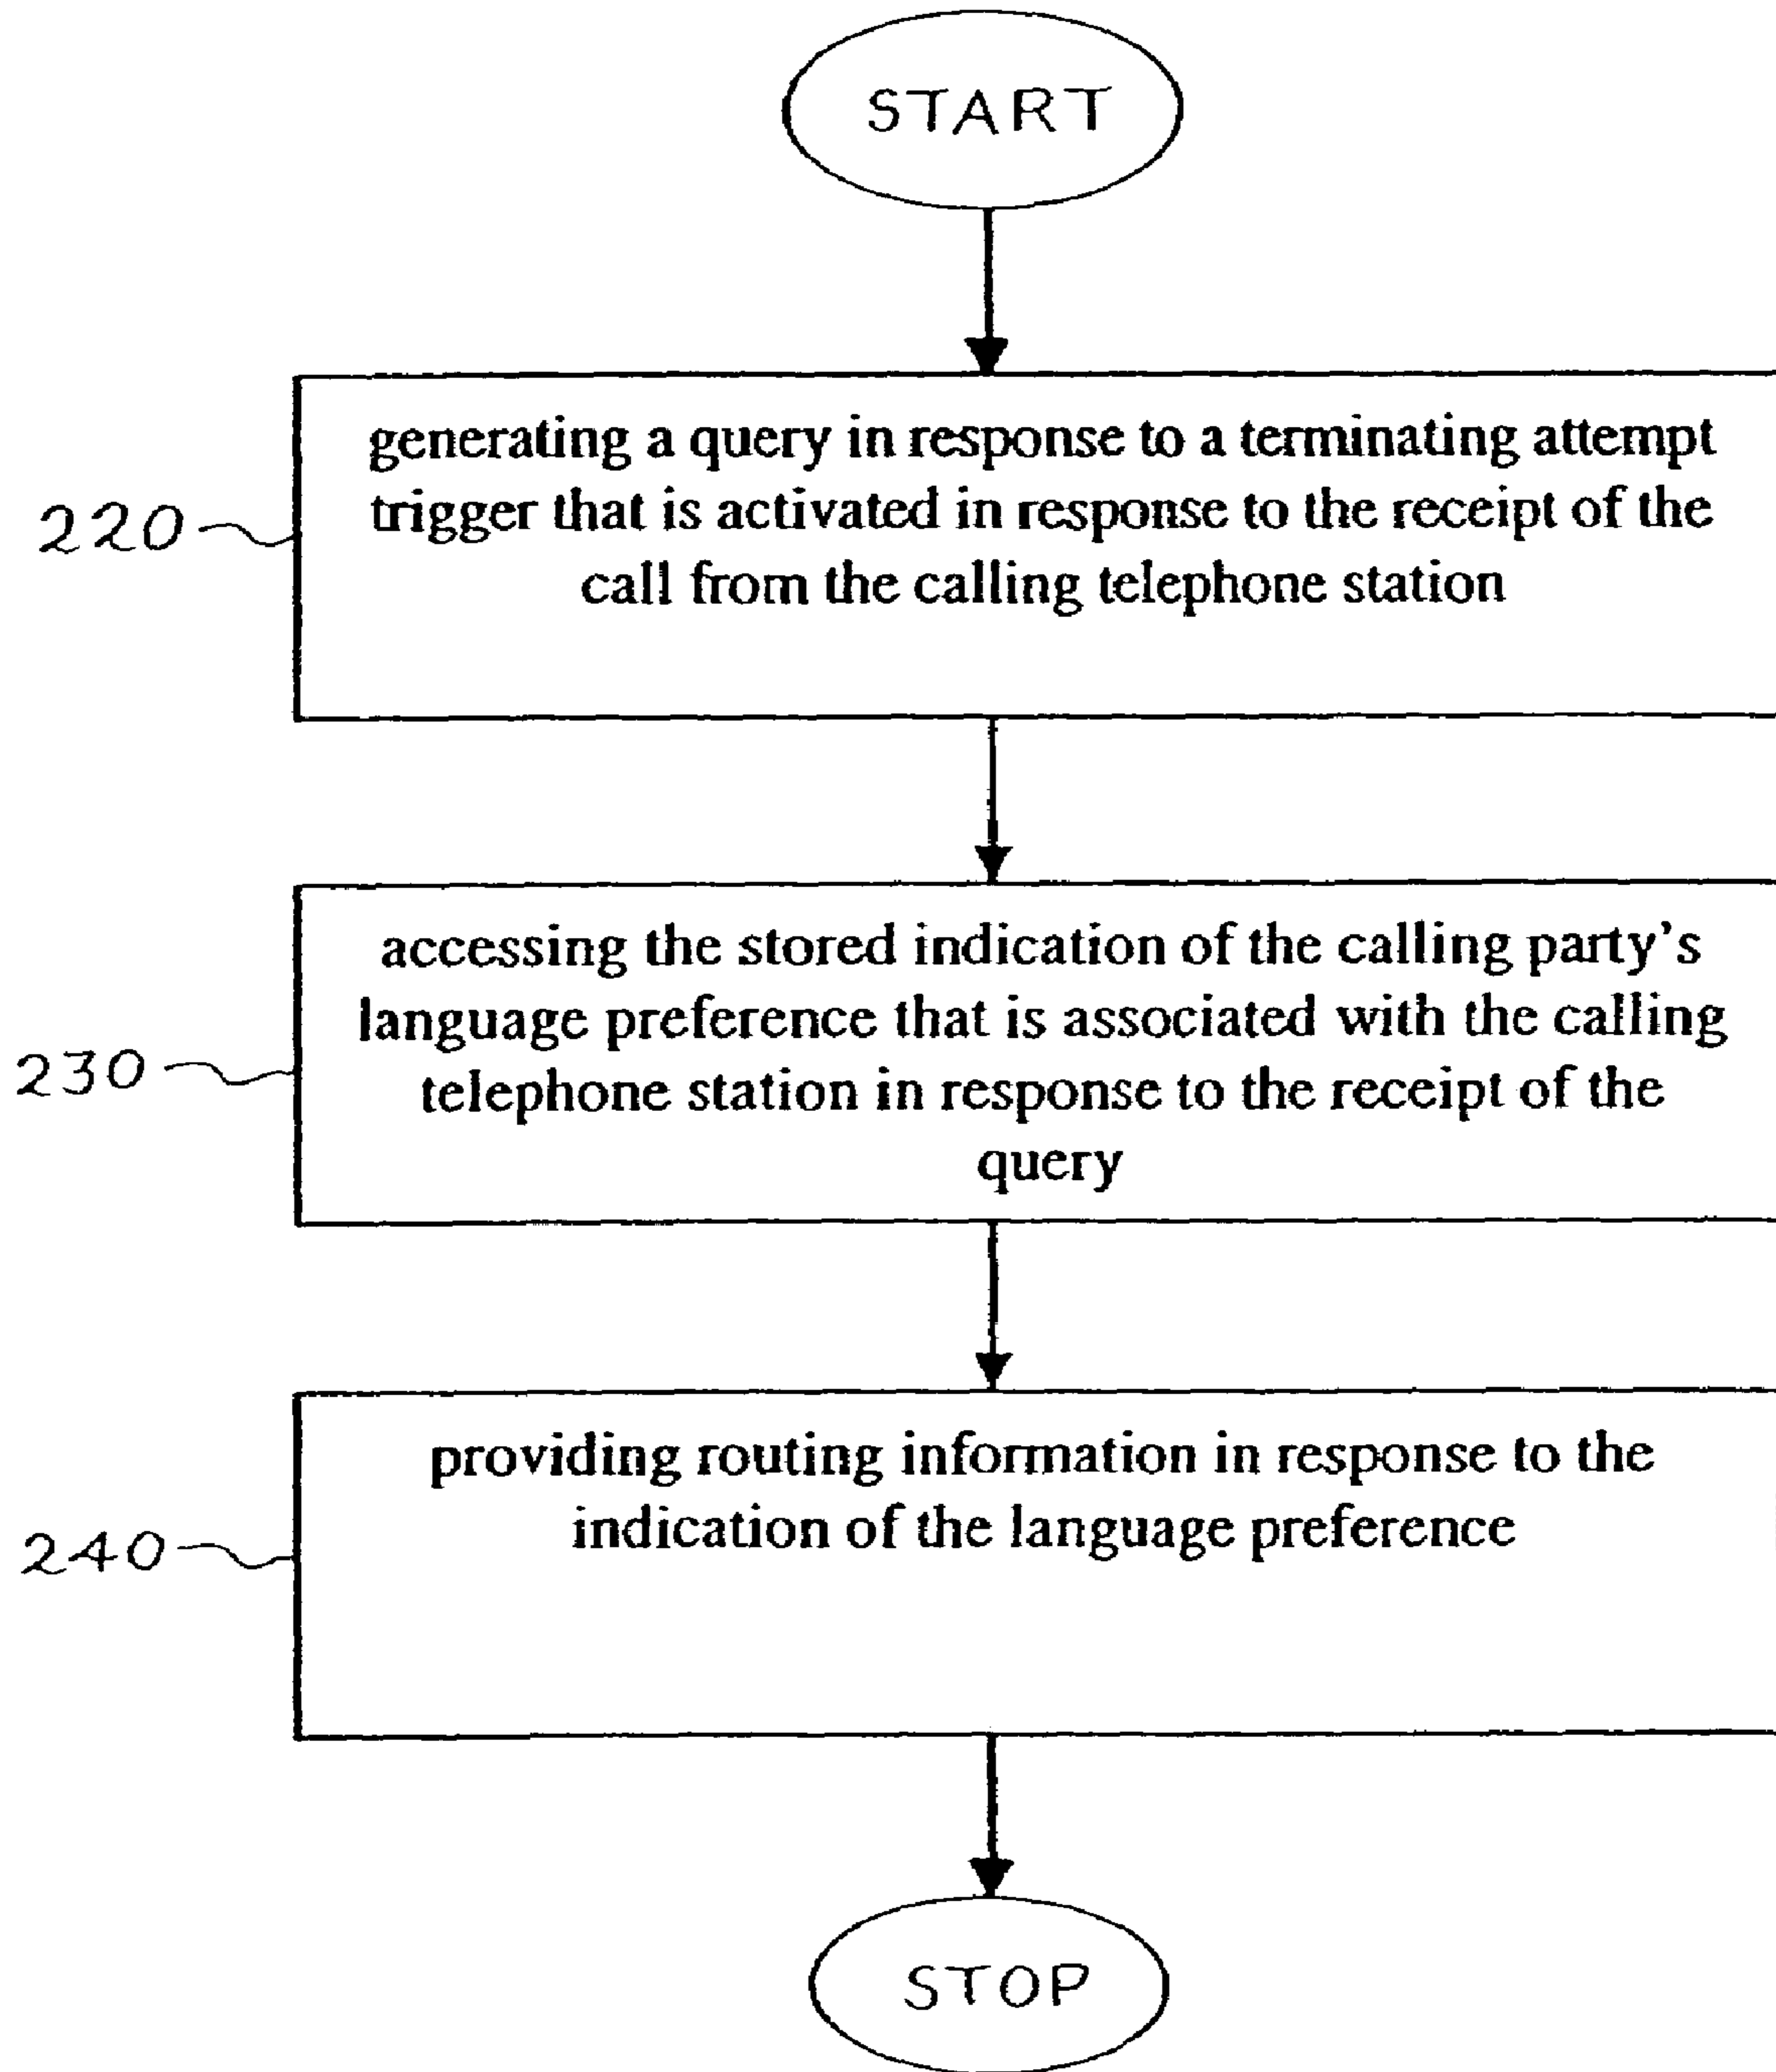 START
generating a query in response to a terminating attempt
trigger that is activated in response to the receipt of the
call from the calling telephone station
220
accessing the stored indication of the calling party's
language preference that is associated with the calling
telephone station in response to the receipt of the
query
230
providing routing information in response to the
indication of the language preference
240
STOP